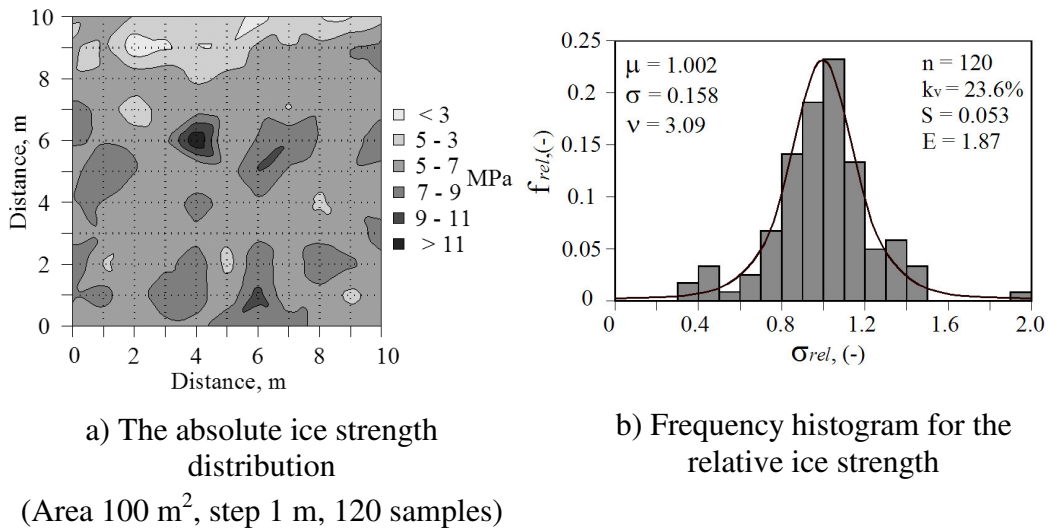 10
8
6
4
2
0
Distance, m
0 2 4 6 8 10
Distance, m
< 3
5 - 3
5 - 7
7 - 9
9 - 11
> 11
MPa
a) The absolute ice strength
distribution
(Area 100 m², step 1 m, 120 samples)
0.25
0.2
0.15
0.1
0.05
0
f rel,(-)
μ = 1.002
σ = 0.158
ν = 3.09
n = 120
kv = 23.6%
S = 0.053
E = 1.87
0 0.4 0.8 1.2 1.6 2.0
σrel, (-)
b) Frequency histogram for the
relative ice strength